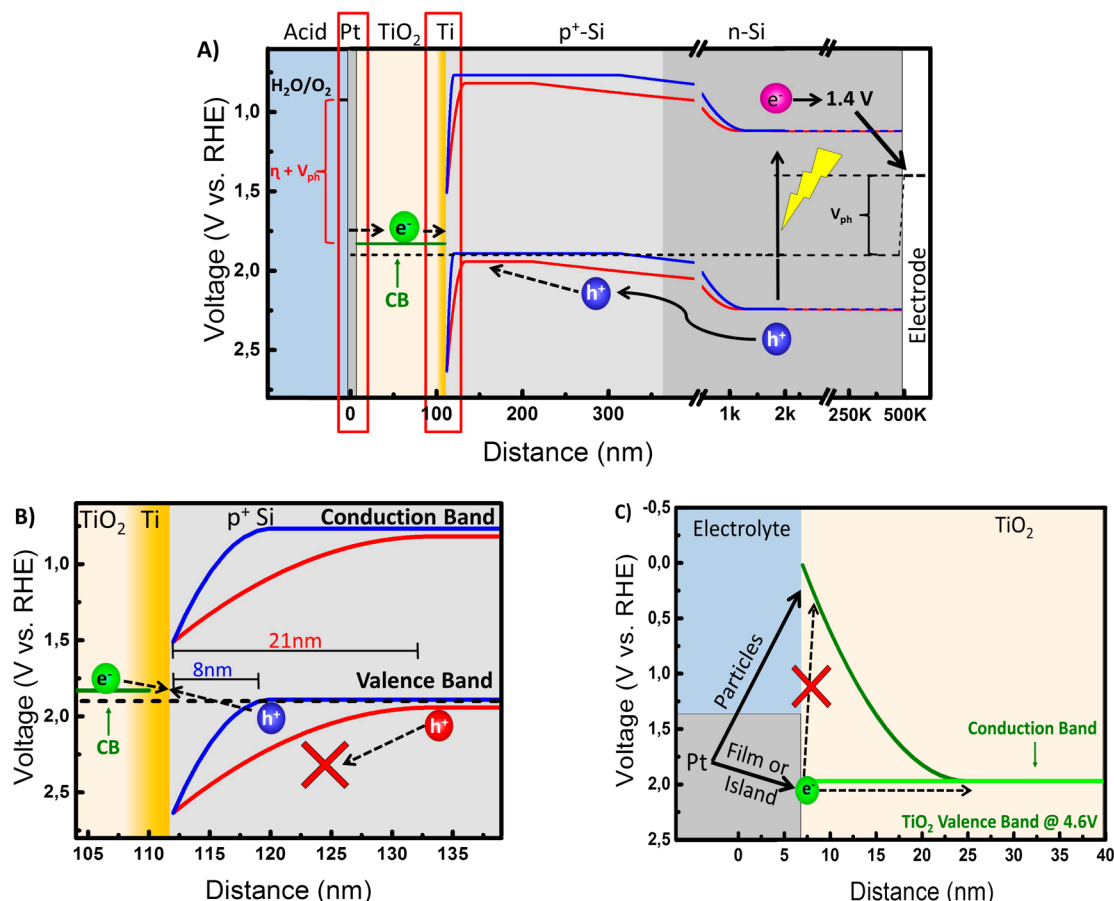 A)
Acid Pt TiO₂ Ti p⁺-Si n-Si
H₂O/O₂
e⁻ 1.4 V
1,0
1,5
2,0
2,5
Voltage (V vs. RHE)
η + Vₚₕ
e⁻
CB
h⁺
h⁺
Vₚₕ
Electrode
0 100 200 300 1k 2k 250K 500K
Distance (nm)
B)
TiO₂ Ti p⁺ Si
Conduction Band
1,0
1,5
2,0
2,5
Voltage (V vs. RHE)
21nm
8nm
e⁻
Valence Band
h⁺
h⁺
CB
105 110 115 120 125 130 135
Distance (nm)
C)
Electrolyte TiO₂
-0,5
0,0
0,5
1,0
1,5
2,0
2,5
Voltage (V vs. RHE)
Particles
Pt
Film or
Island
e⁻
Conduction Band
TiO₂ Valence Band @ 4.6V
0 5 10 15 20 25 30 35 40
Distance (nm)